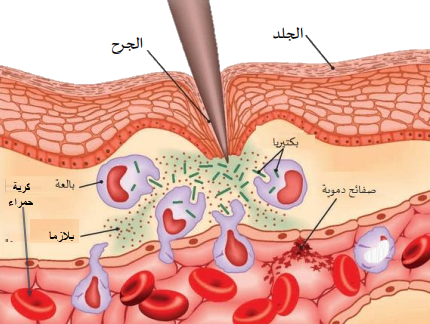 الجلد
الجرح
بكتيريا
بالعة
صفائح دموية
كرية
حمراء
بلازما